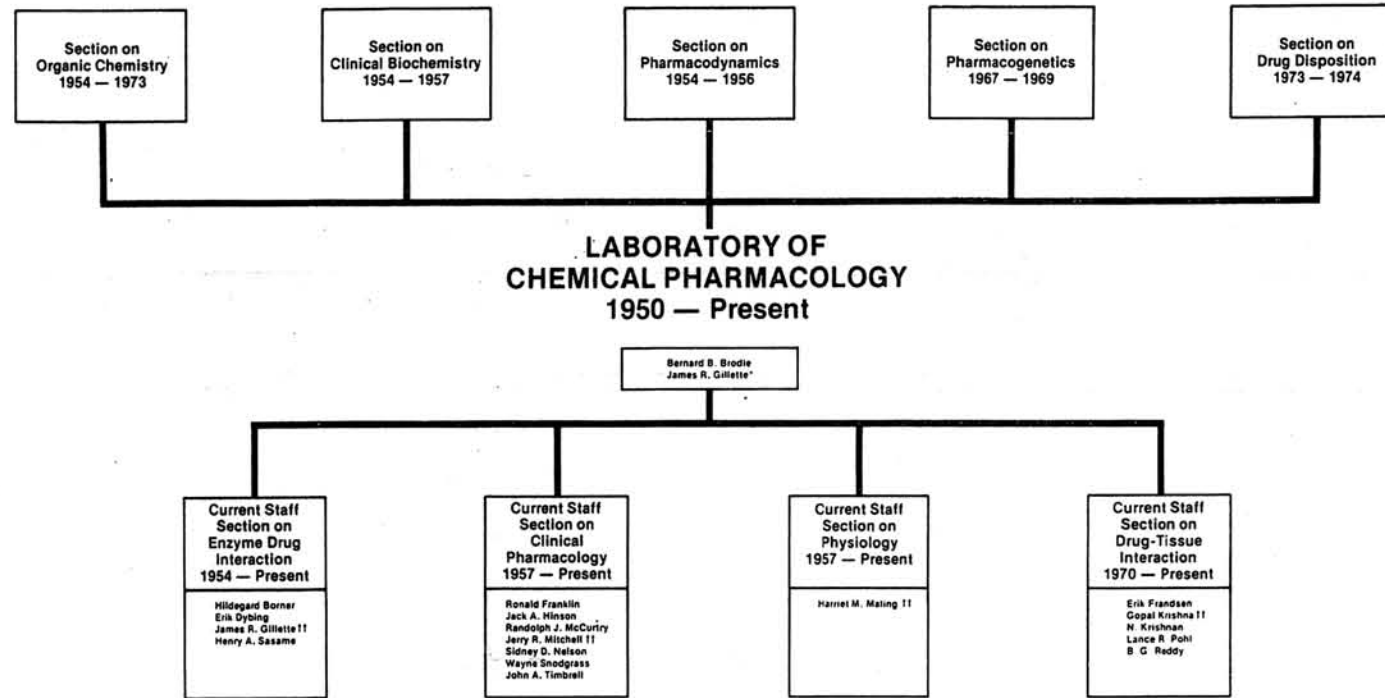 Section on
Organic Chemistry
1954 — 1973
Section on
Clinical Biochemistry
1954 — 1957
Section on
Pharmacodynamics
1954 — 1956
Section on
Pharmacogenetics
1967 — 1969
Section on
Drug Disposition
1973 — 1974
LABORATORY OF
CHEMICAL PHARMACOLOGY
1950 — Present
Bernard B. Brodie
James R. Gillette*
Current Staff
Section on
Enzyme Drug
Interaction
1954 — Present
Hildegard Borner
Erik Dybing
James R. Gillette††
Henry A. Sasame
Current Staff
Section on
Clinical
Pharmacology
1957 — Present
Ronald Franklin
Jack A. Hinson
Randolph J. McCurtry
Jerry R. Mitchell ††
Sidney D. Nelson
Wayne Snodgrass
John A. Timbrell
Current Staff
Section on
Physiology
1957 — Present
Harriet M. Maling ††
Current Staff
Section on
Drug-Tissue
Interaction
1970 — Present
Erik Frandsen
Gopal Krishna ††
N. Krishnan
Lance R. Pohl
B. G. Reddy